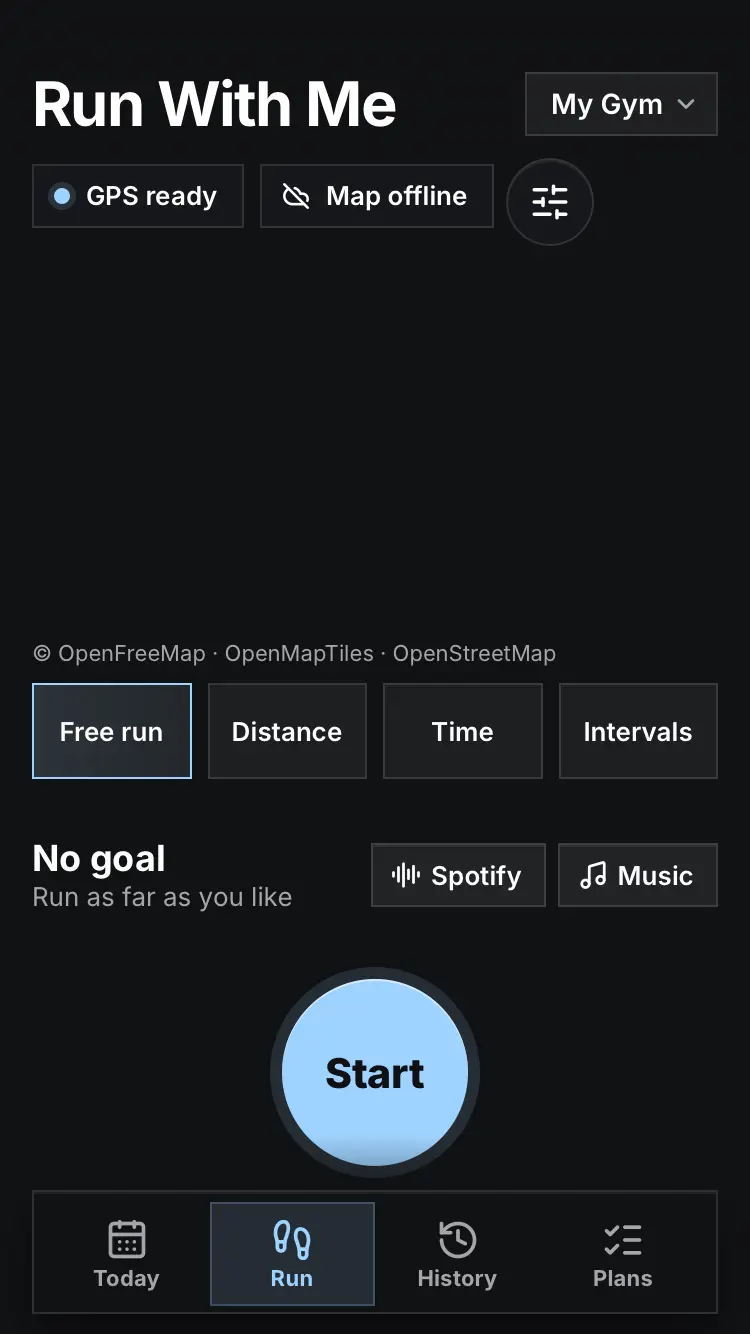 Run With Me
My Gym
GPS ready
Map offline
© OpenFreeMap · OpenMapTiles · OpenStreetMap
Free run
Distance
Time
Intervals
No goal
Run as far as you like
Spotify
Music
Start
Today
Run
History
Plans